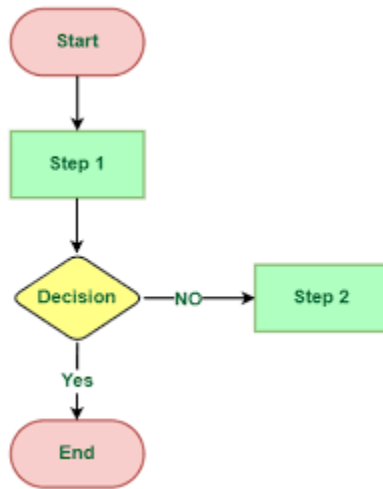 Start
Step 1
Decision
NO
Step 2
Yes
End